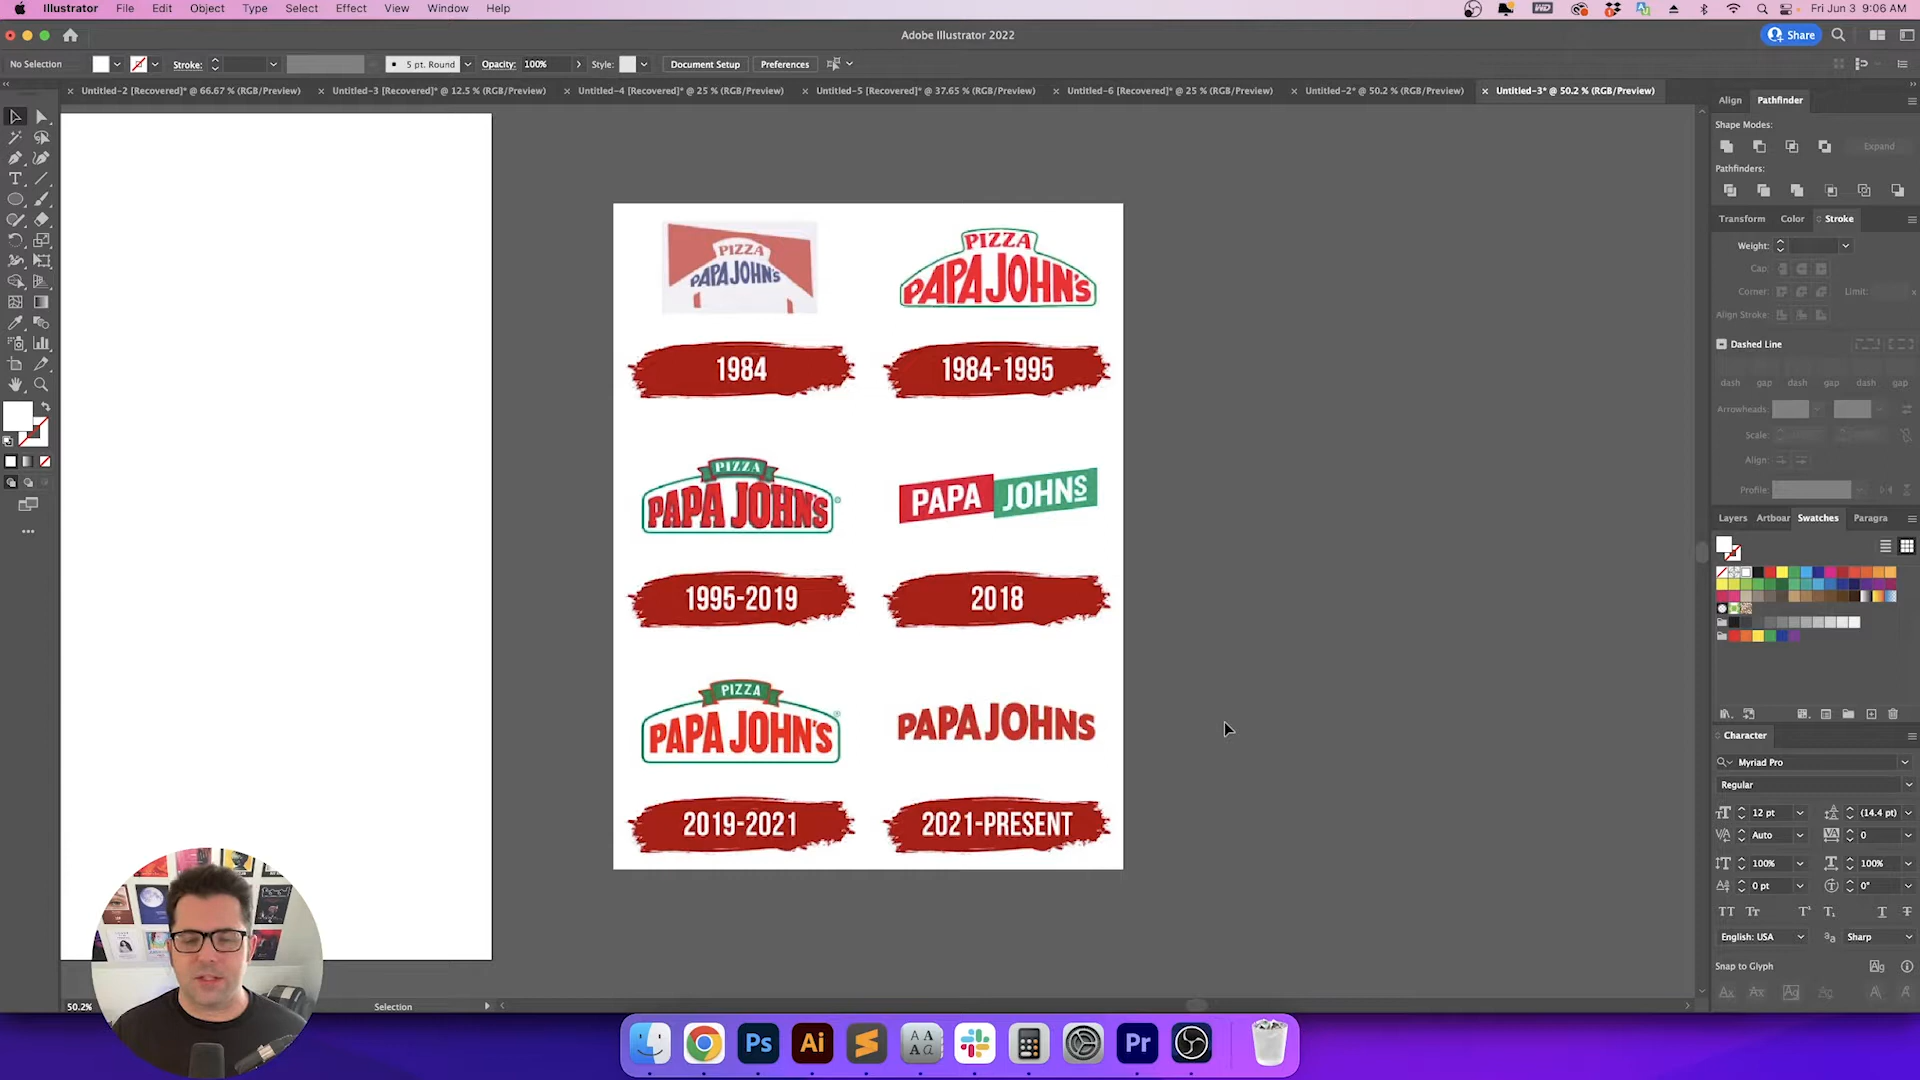 Illustrator File Edit Object Type Select Effect View Window Help
Fri Jun 3 9:06 AM
Adobe Illustrator 2022
Share
No Selection
Stroke:
5 pt. Round
Opacity: 100%
Style:
Document Setup
Preferences
Untitled-2 [Recovered]* @ 66.67 % (RGB/Preview)
Untitled-3 [Recovered]* @ 12.5 % (RGB/Preview)
Untitled-4 [Recovered]* @ 25 % (RGB/Preview)
Untitled-5 [Recovered]* @ 37.65 % (RGB/Preview)
Untitled-6 [Recovered]* @ 25 % (RGB/Preview)
Untitled-2* @ 50.2 % (RGB/Preview)
Untitled-3* @ 50.2 % (RGB/Preview)
PIZZA
PAPA JOHN's
PIZZA
PAPA JOHN's
1984
1984-1995
PIZZA
PAPA JOHN'S
PAPA JOHNS
1995-2019
2018
PIZZA
PAPA JOHN'S
PAPA JOHNS
2019-2021
2021-PRESENT
50.2%
Selection
Align Pathfinder
Shape Modes:
Expand
Pathfinders:
Transform Color Stroke
Weight:
Cap:
Corner:
Limit:
Align Stroke:
Dashed Line
dash gap dash gap dash gap
Arrowheads:
Scale:
Align:
Profile:
Layers Artboar Swatches Paragra
Character
Myriad Pro
Regular
12 pt
(14.4 pt)
Auto
0
100%
100%
0 pt
0°
English: USA
Sharp
Snap to Glyph
Ps
Ai
Pr